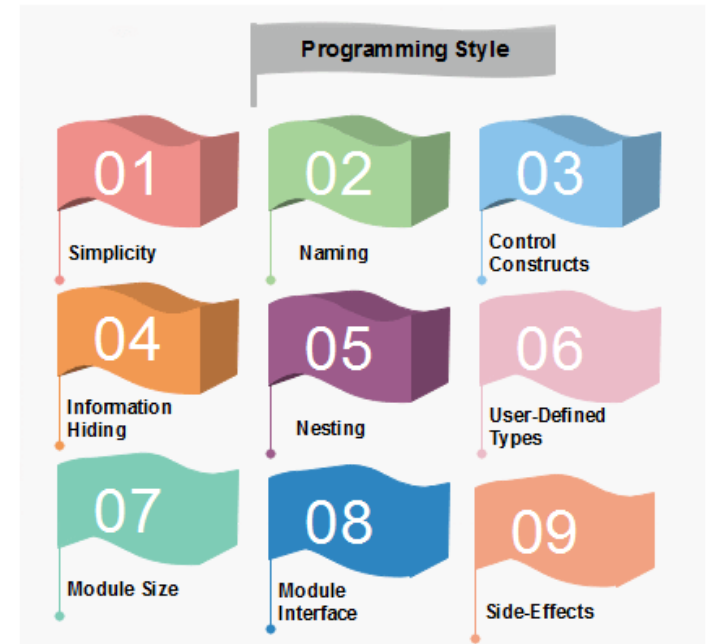 Programming Style
01
02
03
Simplicity
Naming
Control
Constructs
04
05
06
Information
Hiding
Nesting
User-Defined
Types
07
08
09
Module Size
Module
Interface
Side-Effects